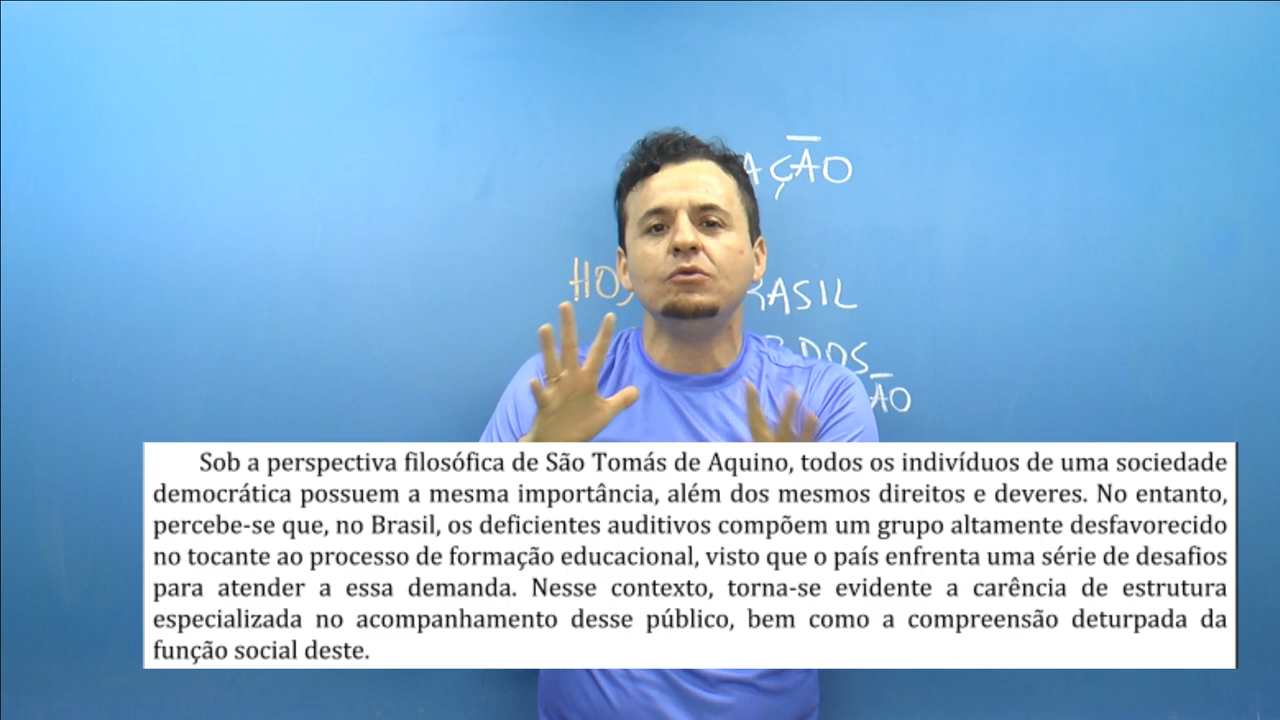 AÇÃO
BRASIL
DOS
ÃO
Sob a perspectiva filosófica de São Tomás de Aquino, todos os indivíduos de uma sociedade
democrática possuem a mesma importância, além dos mesmos direitos e deveres. No entanto,
percebe-se que, no Brasil, os deficientes auditivos compõem um grupo altamente desfavorecido
no tocante ao processo de formação educacional, visto que o país enfrenta uma série de desafios
para atender a essa demanda. Nesse contexto, torna-se evidente a carência de estrutura
especializada no acompanhamento desse público, bem como a compreensão deturpada da
função social deste.